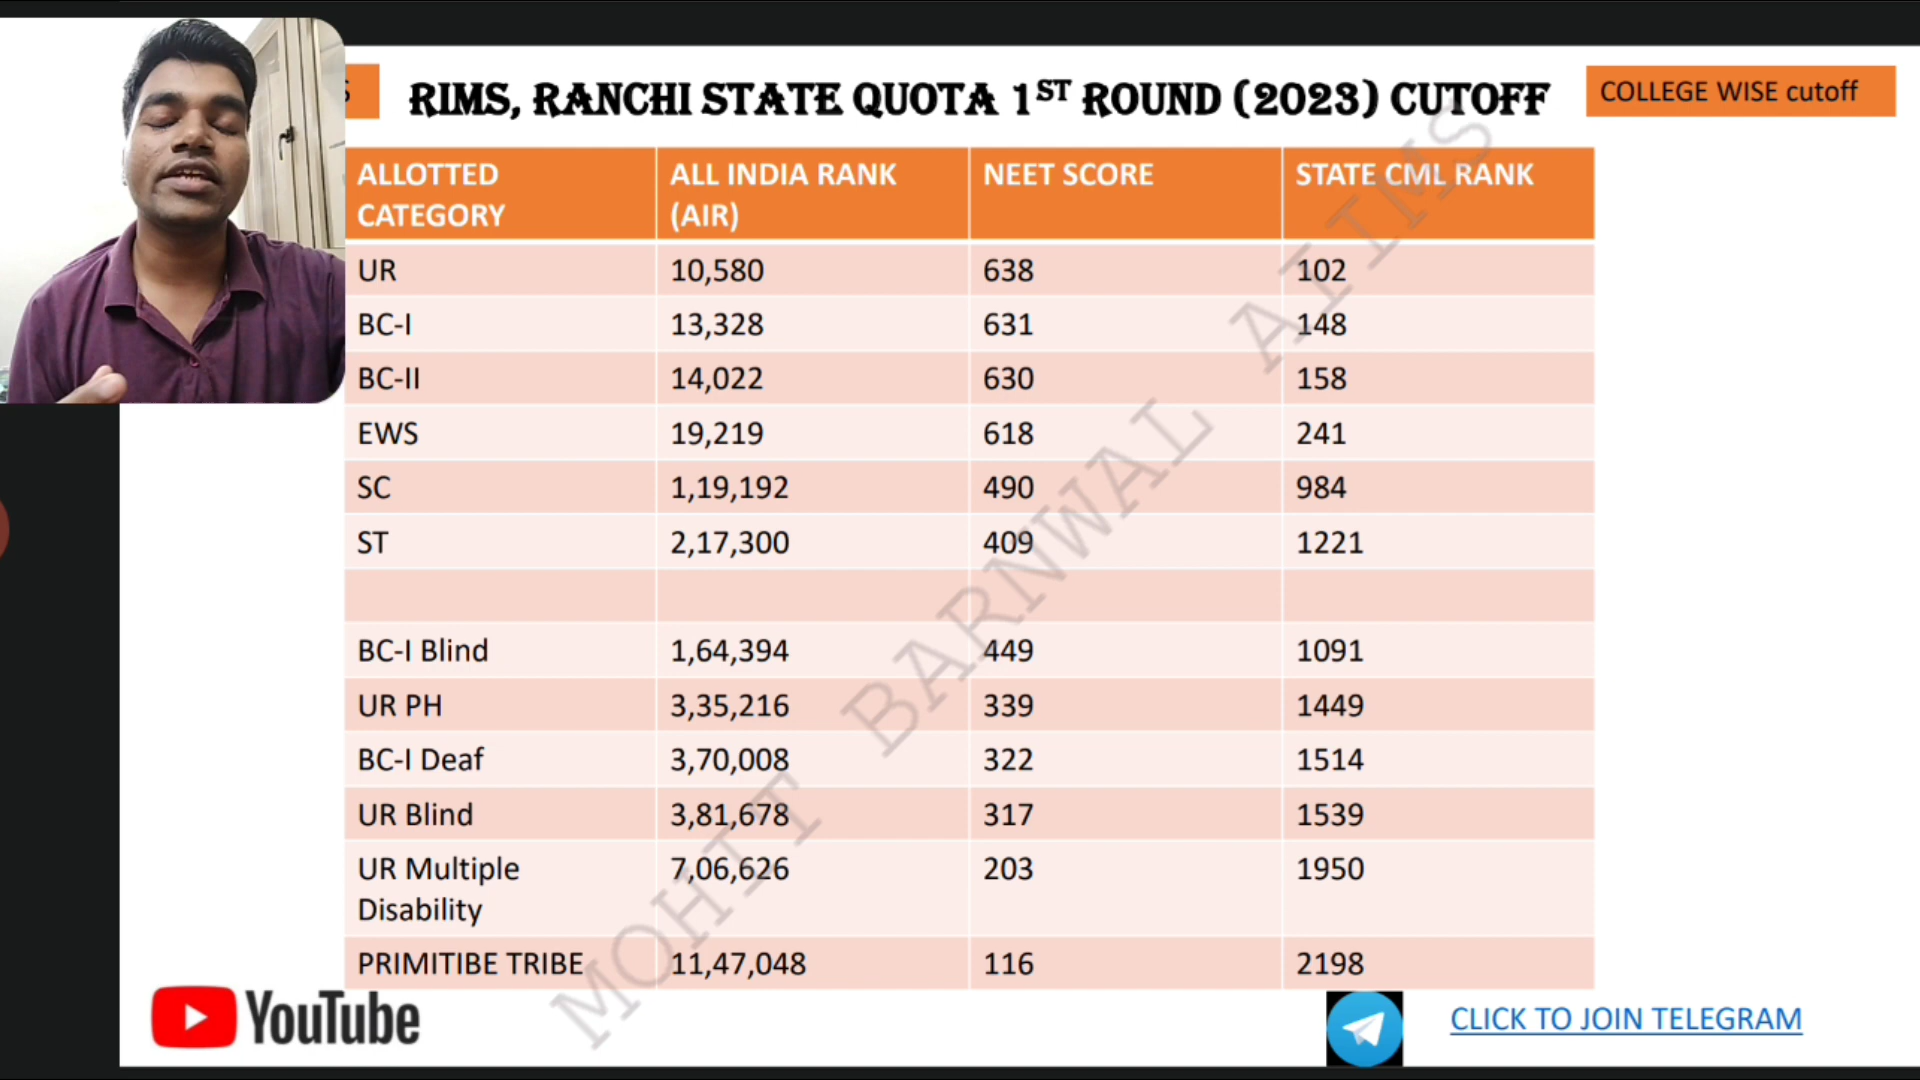 S
RIMS, RANCHI STATE QUOTA 1ST ROUND (2023) CUTOFF
COLLEGE WISE cutoff
ALLOTTED CATEGORY ALL INDIA RANK (AIR) NEET SCORE STATE CML RANK
UR 10,580 638 102
BC-I 13,328 631 148
BC-II 14,022 630 158
EWS 19,219 618 241
SC 1,19,192 490 984
ST 2,17,300 409 1221
BC-I Blind 1,64,394 449 1091
UR PH 3,35,216 339 1449
BC-I Deaf 3,70,008 322 1514
UR Blind 3,81,678 317 1539
UR Multiple Disability 7,06,626 203 1950
PRIMITIBE TRIBE 11,47,048 116 2198
MOHIT BARNWAL AIIMS
YouTube
CLICK TO JOIN TELEGRAM